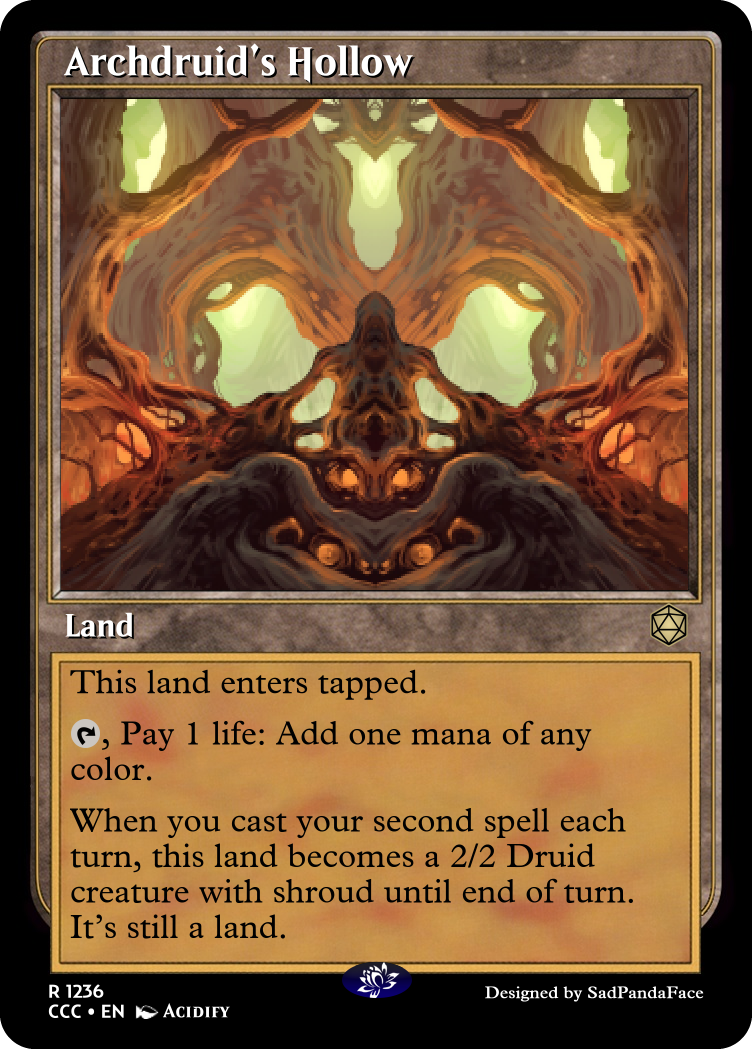 Archdruid's Hollow
Land
This land enters tapped.
, Pay 1 life: Add one mana of any
color.
When you cast your second spell each
turn, this land becomes a 2/2 Druid
creature with shroud until end of turn.
It's still a land.
R 1236
CCC • EN Acidify
Designed by SadPandaFace